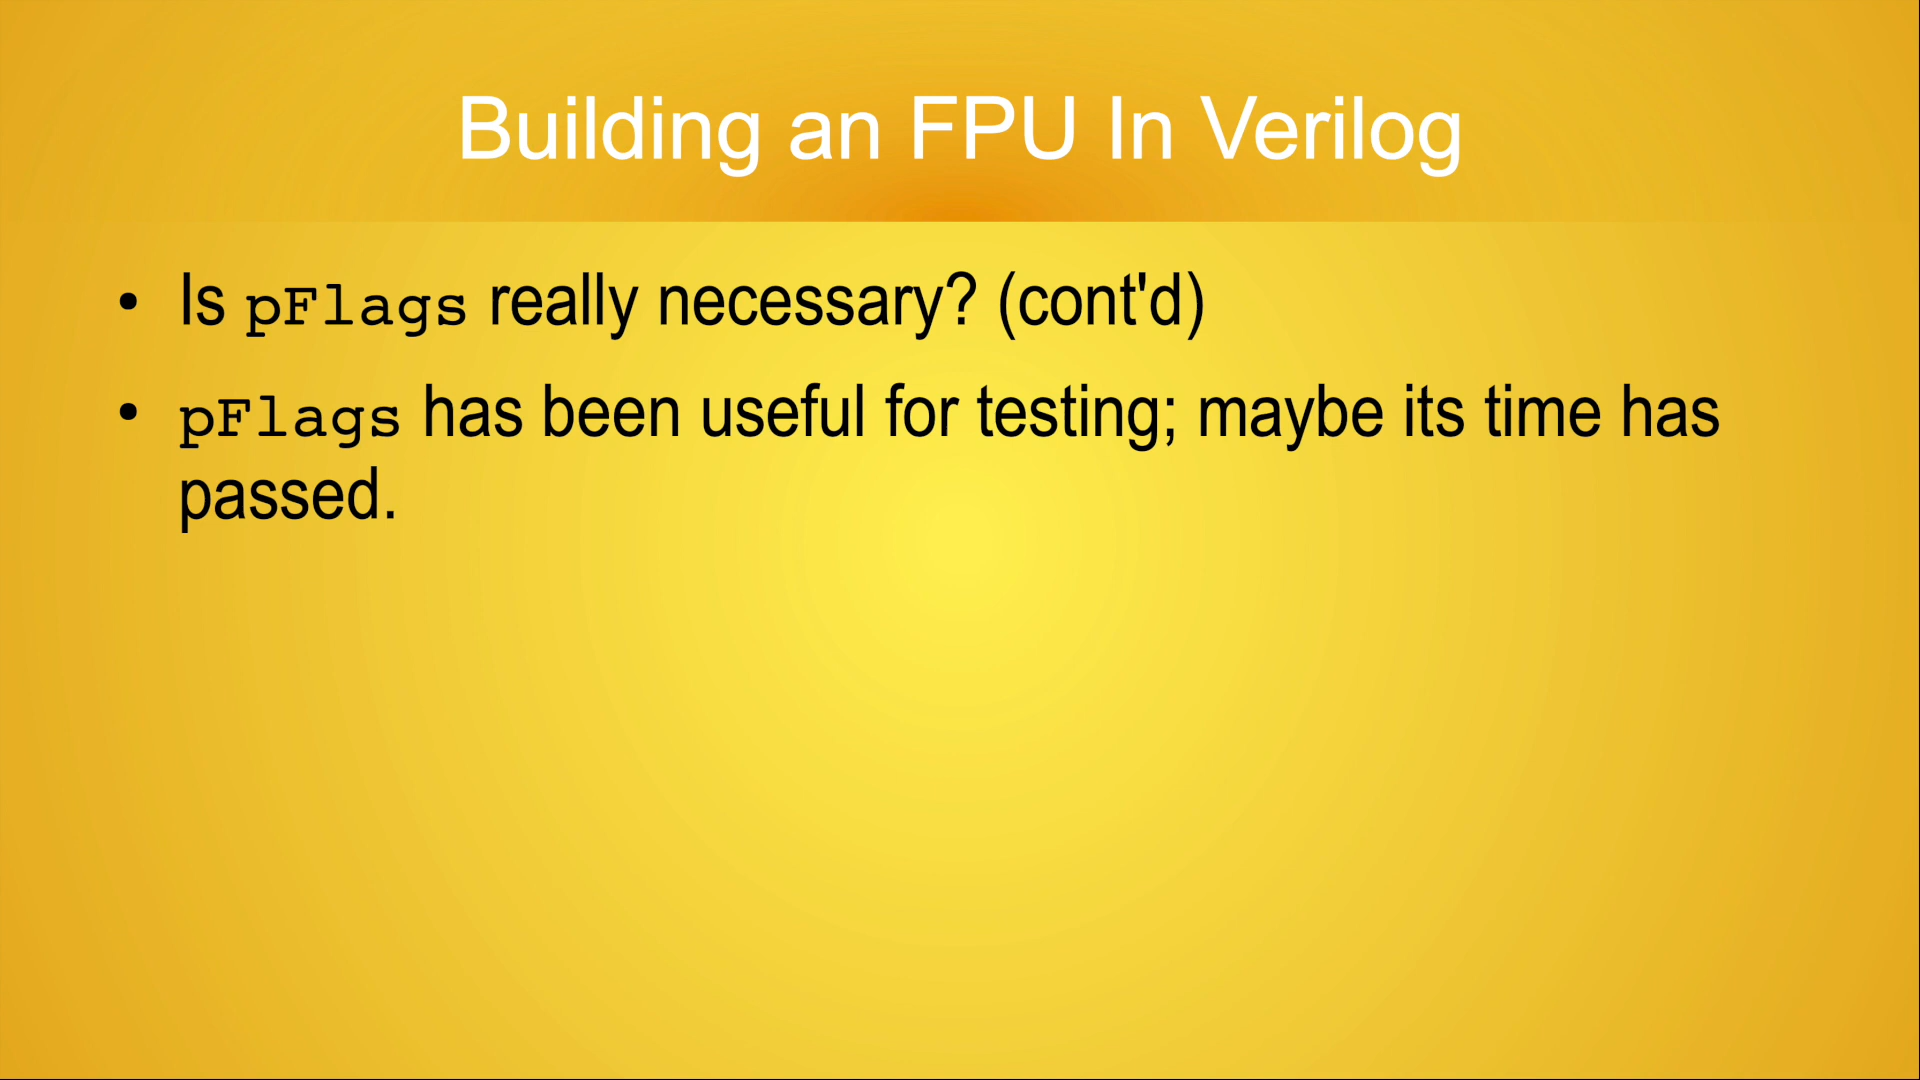 Building an FPU In Verilog
• Is pFlags really necessary? (cont'd)
• pFlags has been useful for testing; maybe its time has
passed.